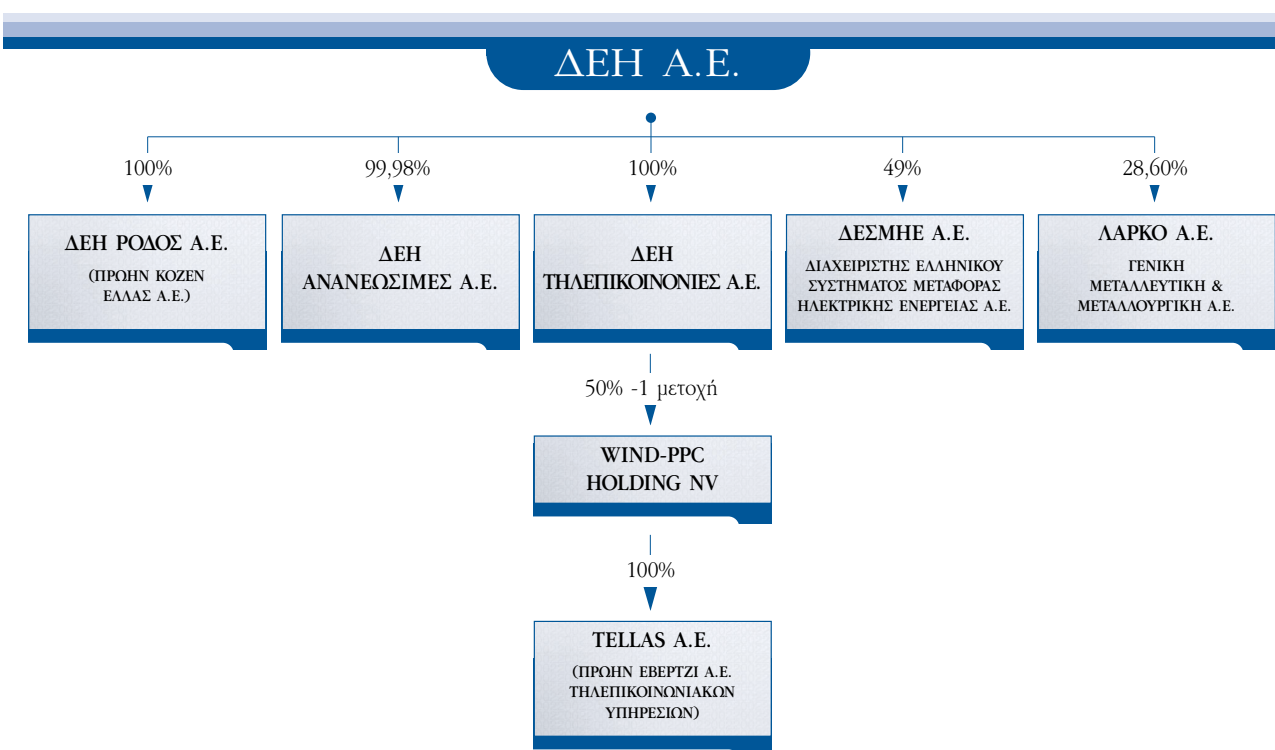 ΔΕΗ Α.Ε.
100%
99,98%
100%
49%
28,60%
ΔΕΗ ΡΟΔΟΣ Α.Ε.
(ΠΡΩΗΝ ΚΟΖΕΝ
ΕΛΛΑΣ Α.Ε.)
ΔΕΗ
ΑΝΑΝΕΩΣΙΜΕΣ Α.Ε.
ΔΕΗ
ΤΗΛΕΠΙΚΟΙΝΟΝΙΕΣ Α.Ε.
ΔΕΣΜΗΕ Α.Ε.
ΔΙΑΧΕΙΡΙΣΤΗΣ ΕΛΛΗΝΙΚΟΥ
ΣΥΣΤΗΜΑΤΟΣ ΜΕΤΑΦΟΡΑΣ
ΗΛΕΚΤΡΙΚΗΣ ΕΝΕΡΓΕΙΑΣ Α.Ε.
ΛΑΡΚΟ Α.Ε.
ΓΕΝΙΚΗ
ΜΕΤΑΛΛΕΥΤΙΚΗ &
ΜΕΤΑΛΛΟΥΡΓΙΚΗ Α.Ε.
50% -1 μετοχή
WIND-PPC
HOLDING NV
100%
TELLAS Α.Ε.
(ΠΡΩΗΝ ΕΒΕΡΤΖΙ Α.Ε.
ΤΗΛΕΠΙΚΟΙΝΩΝΙΑΚΩΝ
ΥΠΗΡΕΣΙΩΝ)